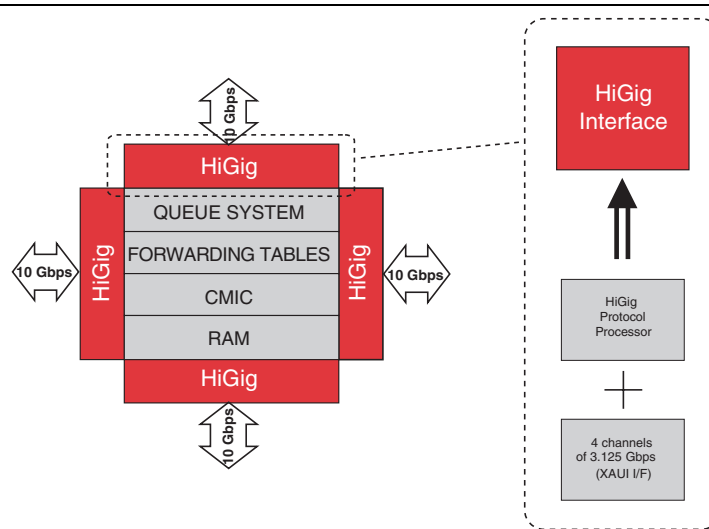 10 Gbps
HiGig
QUEUE SYSTEM
FORWARDING TABLES
CMIC
RAM
HiGig
10 Gbps
HiGig
10 Gbps
HiGig
10 Gbps
HiGig
Interface
HiGig
Protocol
Processor
4 channels
of 3.125 Gbps
(XAUI I/F)